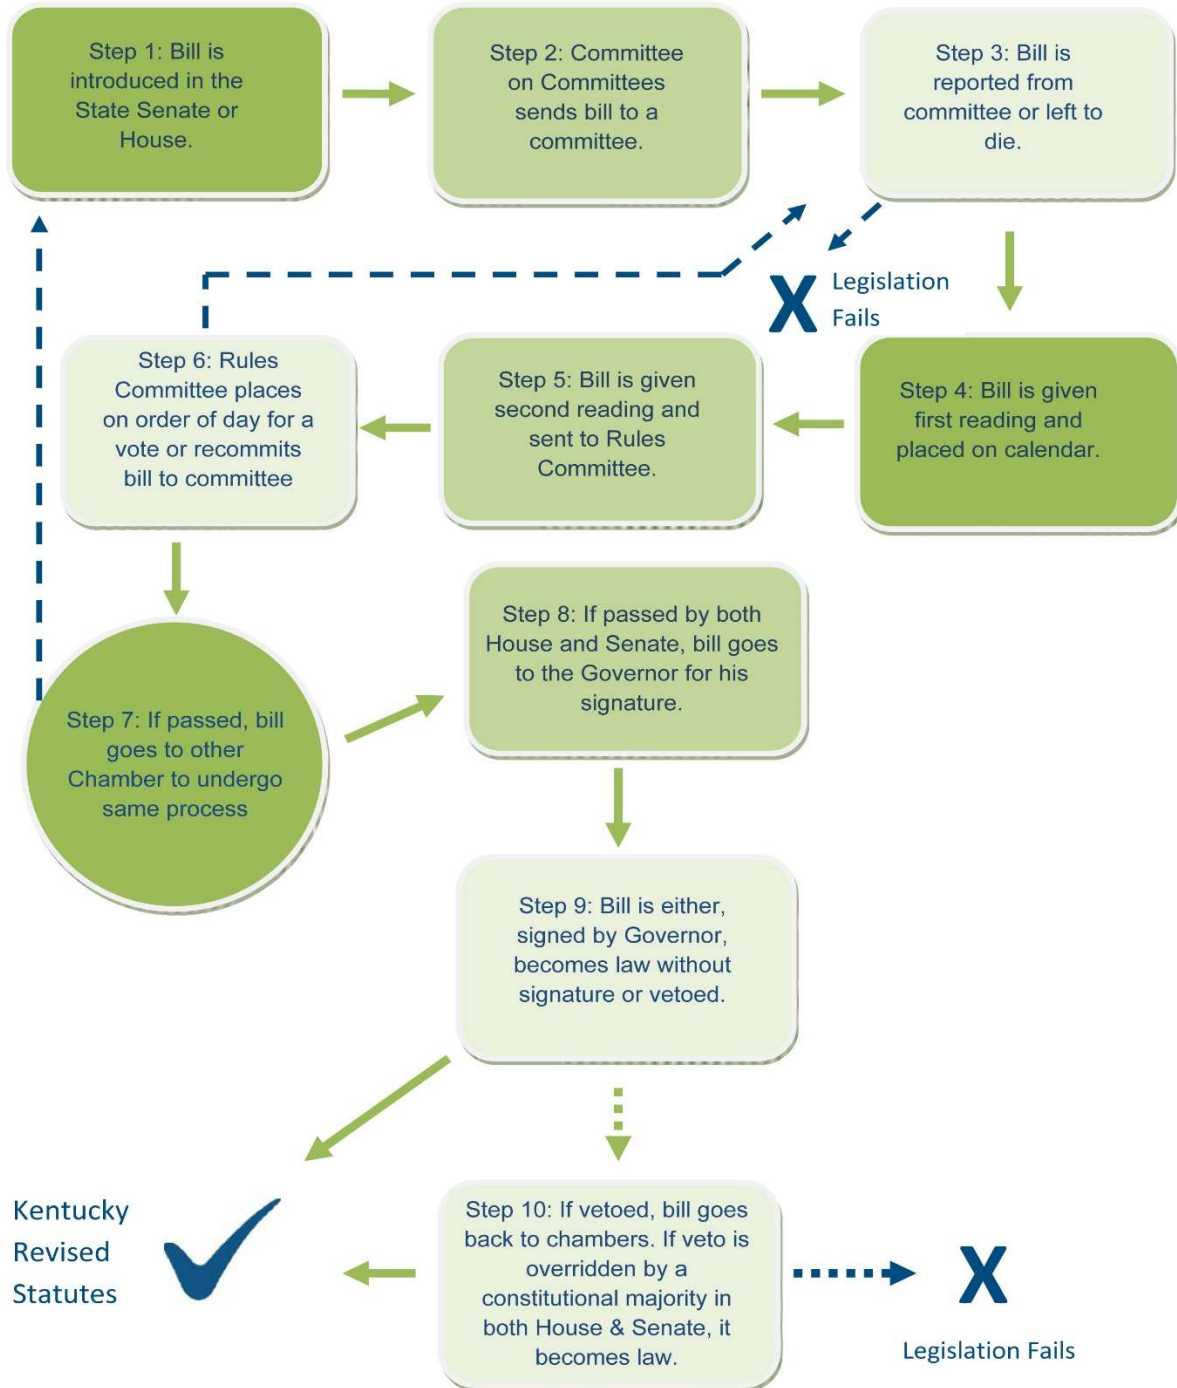 Step 1: Bill is
introduced in the
State Senate or
House.
Step 2: Committee
on Committees
sends bill to a
committee.
Step 3: Bill is
reported from
committee or left to
die.
X
Legislation
Fails
Step 4: Bill is given
first reading and
placed on calendar.
Step 5: Bill is given
second reading and
sent to Rules
Committee.
Step 6: Rules
Committee places
on order of day for a
vote or recommits
bill to committee
Step 7: If passed, bill
goes to other
Chamber to undergo
same process
Step 8: If passed by both
House and Senate, bill goes
to the Governor for his
signature.
Step 9: Bill is either,
signed by Governor,
becomes law without
signature or vetoed.
Kentucky
Revised
Statutes
Step 10: If vetoed, bill goes
back to chambers. If veto is
overridden by a
constitutional majority in
both House & Senate, it
becomes law.
X
Legislation Fails